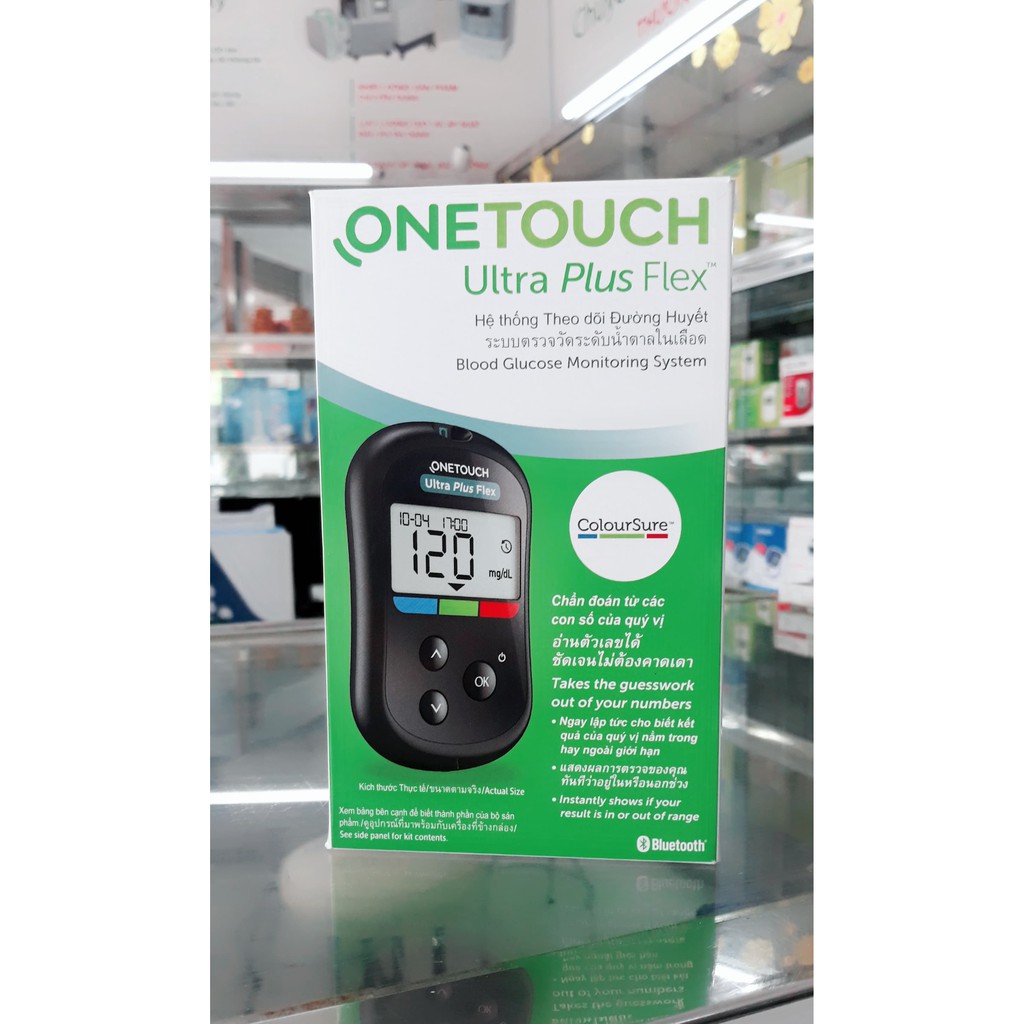 ONETOUCH
Ultra Plus Flex™
Hệ thống Theo dõi Đường Huyết
ระบบตรวจวัดระดับน้ำตาลในเลือด
Blood Glucose Monitoring System
ONETOUCH
Ultra Plus Flex
10-04 17:00
120
mg/dL
OK
ColourSure™
Chẩn đoán từ các
con số của quý vị
อ่านตัวเลขได้
ชัดเจนไม่ต้องคาดเดา
Takes the guesswork
out of your numbers
• Ngay lập tức cho biết kết
quả của quý vị nằm trong
hay ngoài giới hạn
• แสดงผลการตรวจของคุณ
ทันทีว่าอยู่ในหรือนอกช่วง
• Instantly shows if your
result is in or out of range
Kích thước Thực tế/ขนาดตามจริง/Actual Size
Xem bảng bên cạnh để biết thành phần của bộ sản
phẩm./ดูอุปกรณ์ที่มาพร้อมกับเครื่องที่ข้างกล่อง/
See side panel for kit contents.
Bluetooth®